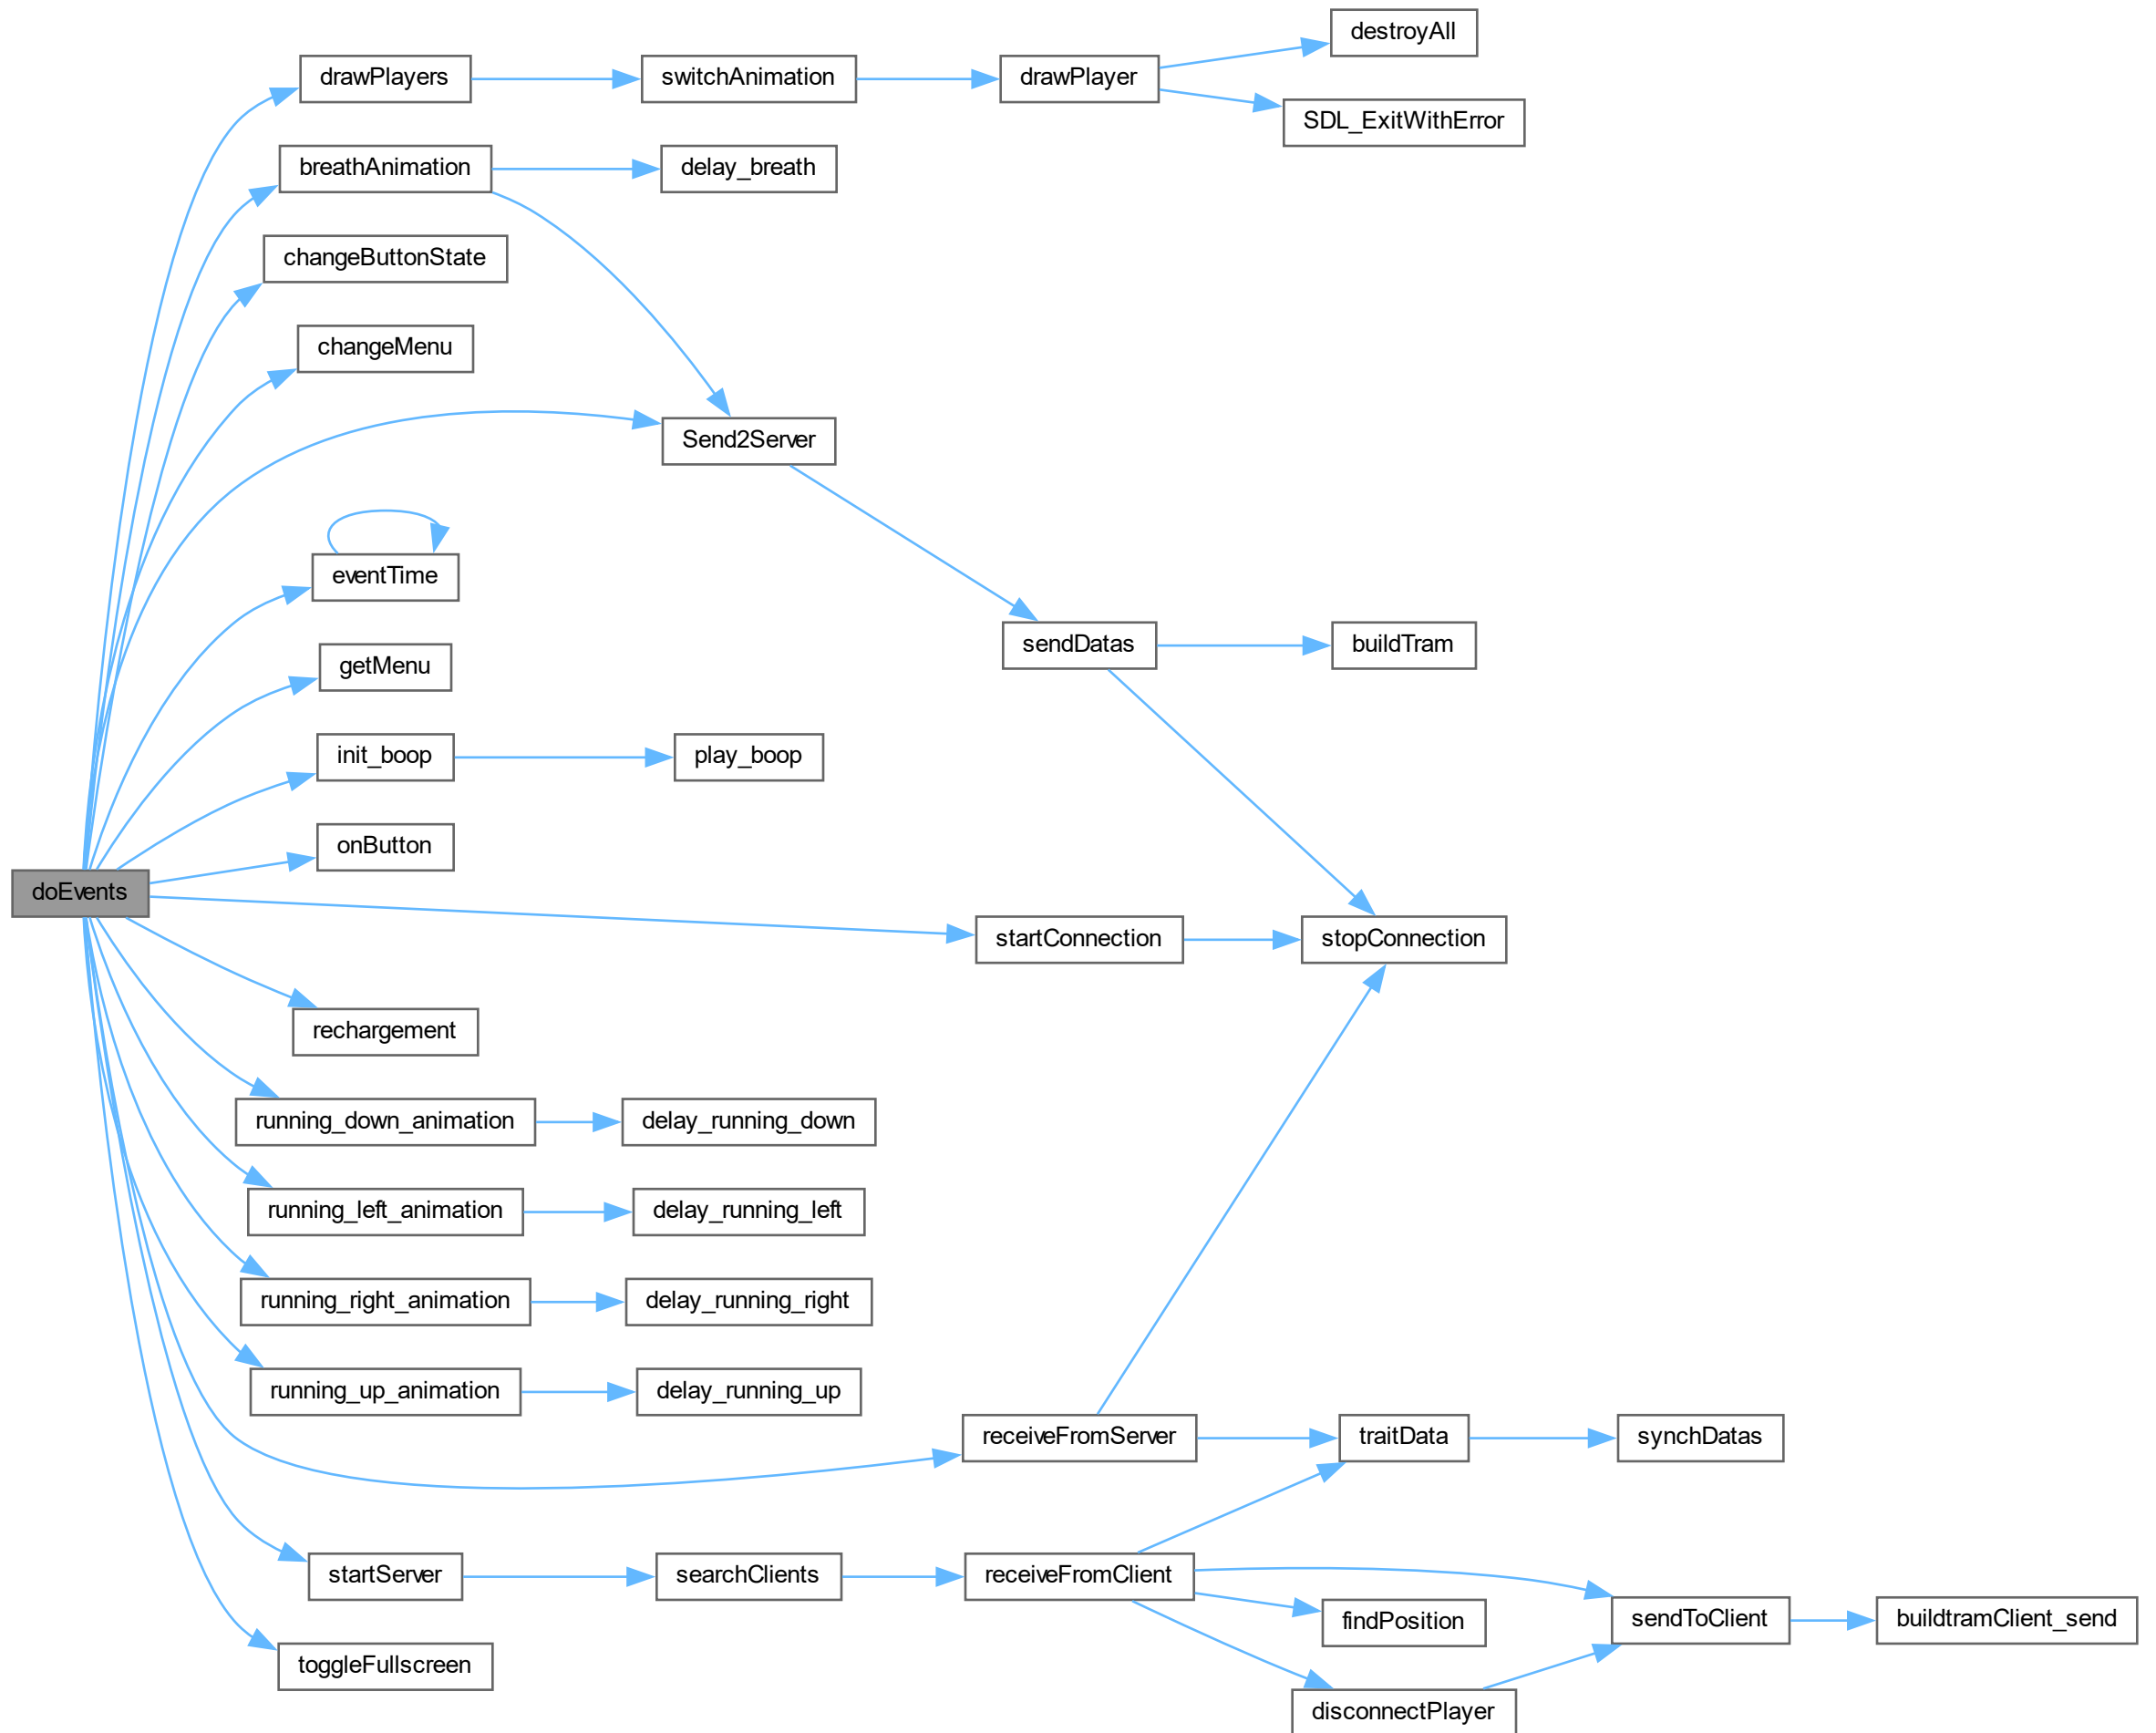 destroyAll
drawPlayers
switchAnimation
drawPlayer
SDL_ExitWithError
breathAnimation
delay_breath
changeButtonState
changeMenu
Send2Server
eventTime
getMenu
sendDatas
buildTram
init_boop
play_boop
onButton
doEvents
startConnection
stopConnection
rechargement
running_down_animation
delay_running_down
running_left_animation
delay_running_left
running_right_animation
delay_running_right
running_up_animation
delay_running_up
receiveFromServer
traitData
synchDatas
startServer
searchClients
receiveFromClient
findPosition
sendToClient
buildtramClient_send
toggleFullscreen
disconnectPlayer